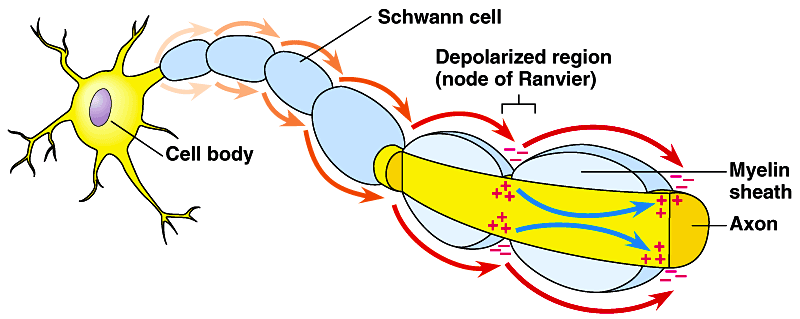 Schwann cell
Depolarized region
(node of Ranvier)
Cell body
Myelin
sheath
Axon